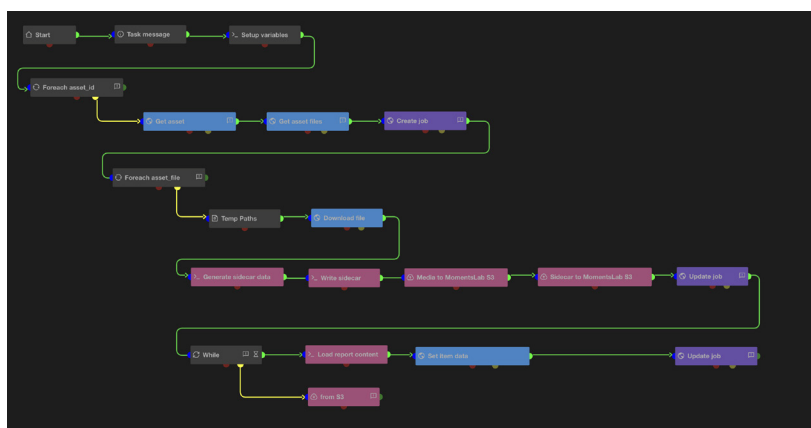 Start
Task message
Setup variables
Foreach asset_id
Get asset
Get asset files
Create job
Foreach asset_file
Temp Paths
Download file
Generate sidecar data
Write sidecar
Media to MomentsLab S3
Sidecar to MomentsLab S3
Update job
While
Load report content
Set item data
Update job
from S3